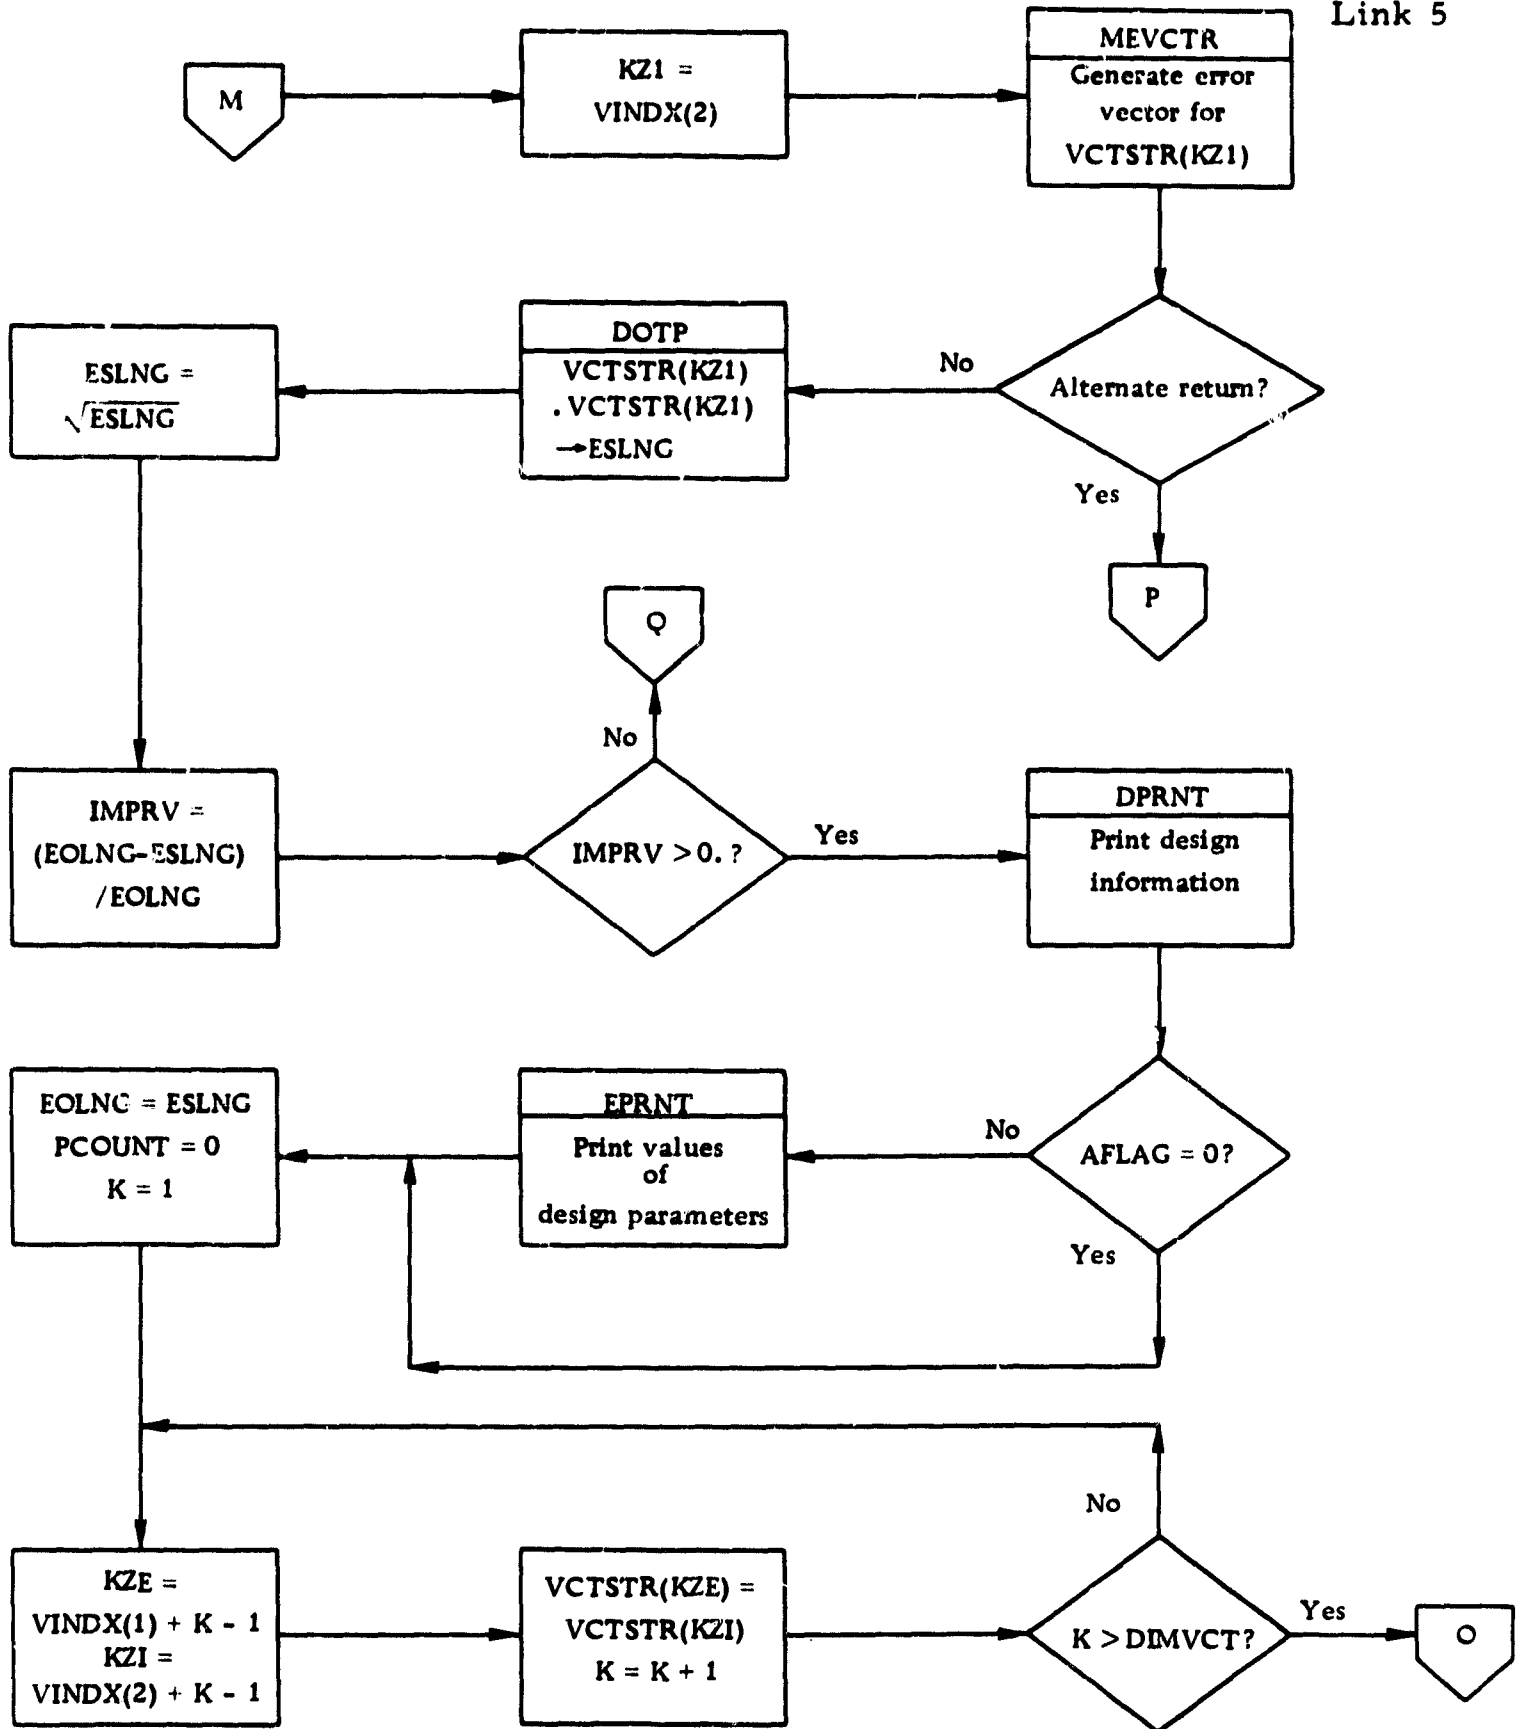 Link 5
M
KZ1 =
VINDX(2)
MEVCTR
Generate error
vector for
VCTSTR(KZ1)
Alternate return?
No
Yes
P
DOTP
VCTSTR(KZ1)
.VCTSTR(KZ1)
→ESLNG
ESLNG =
√ESLNG
IMPRV =
(EOLNG-ESLNG)
/EOLNG
IMPRV > 0. ?
No
Q
Yes
DPRNT
Print design
information
AFLAG = 0?
No
Yes
EPRNT
Print values
of
design parameters
EOLNG = ESLNG
PCOUNT = 0
K = 1
KZE =
VINDX(1) + K - 1
KZI =
VINDX(2) + K - 1
VCTSTR(KZE) =
VCTSTR(KZI)
K = K + 1
K > DIMVCT?
No
Yes
O